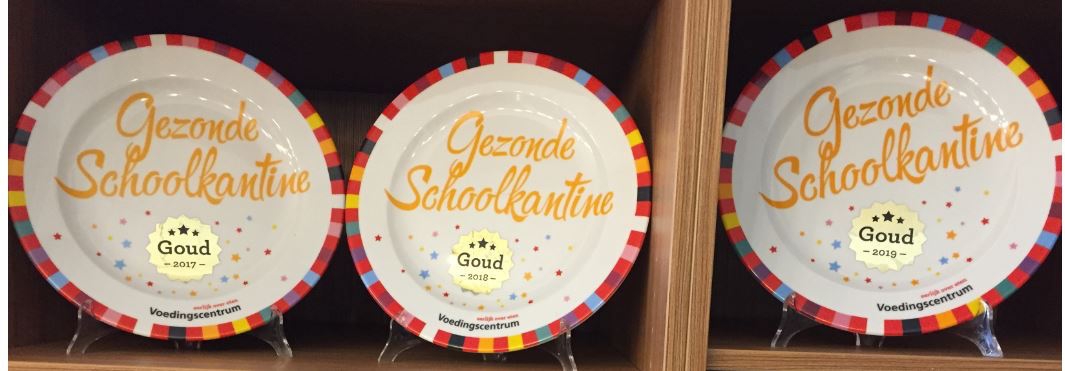 Gezonde
Schoolkantine
Goud
- 2017 -
eerlijk over eten
Voedingscentrum
Gezonde
Schoolkantine
Goud
- 2018 -
eerlijk over eten
Voedingscentrum
Gezonde
Schoolkantine
Goud
- 2019 -
eerlijk over eten
Voedingscentrum